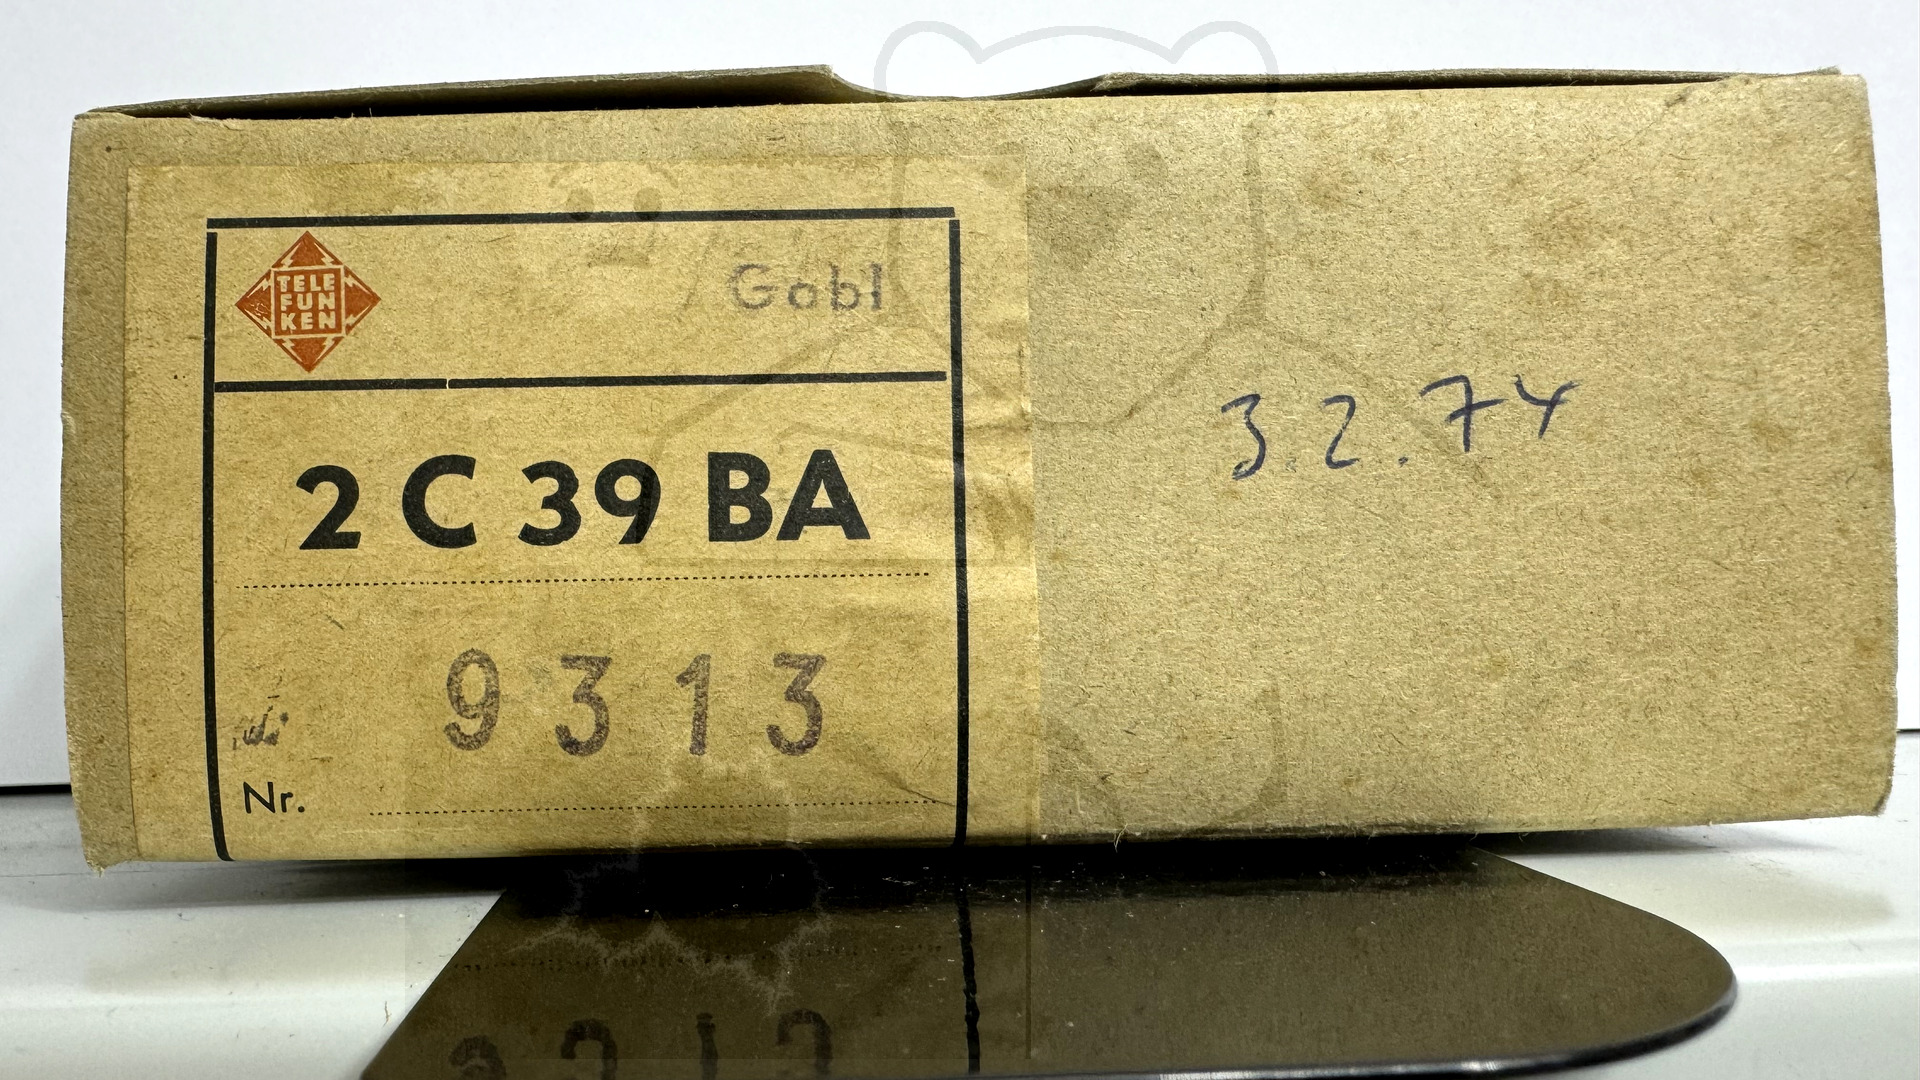 TELE
FUN
KEN
Gobl
2 C 39 BA
9313
Nr.
3.2.74